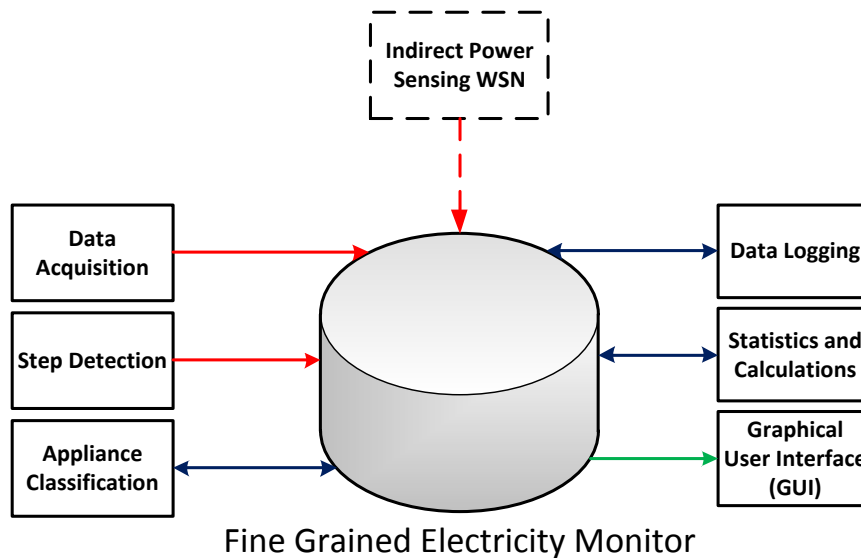 Indirect Power
Sensing WSN
Data
Acquisition
Step Detection
Appliance
Classification
Data Logging
Statistics and
Calculations
Graphical
User Interface
(GUI)
Fine Grained Electricity Monitor